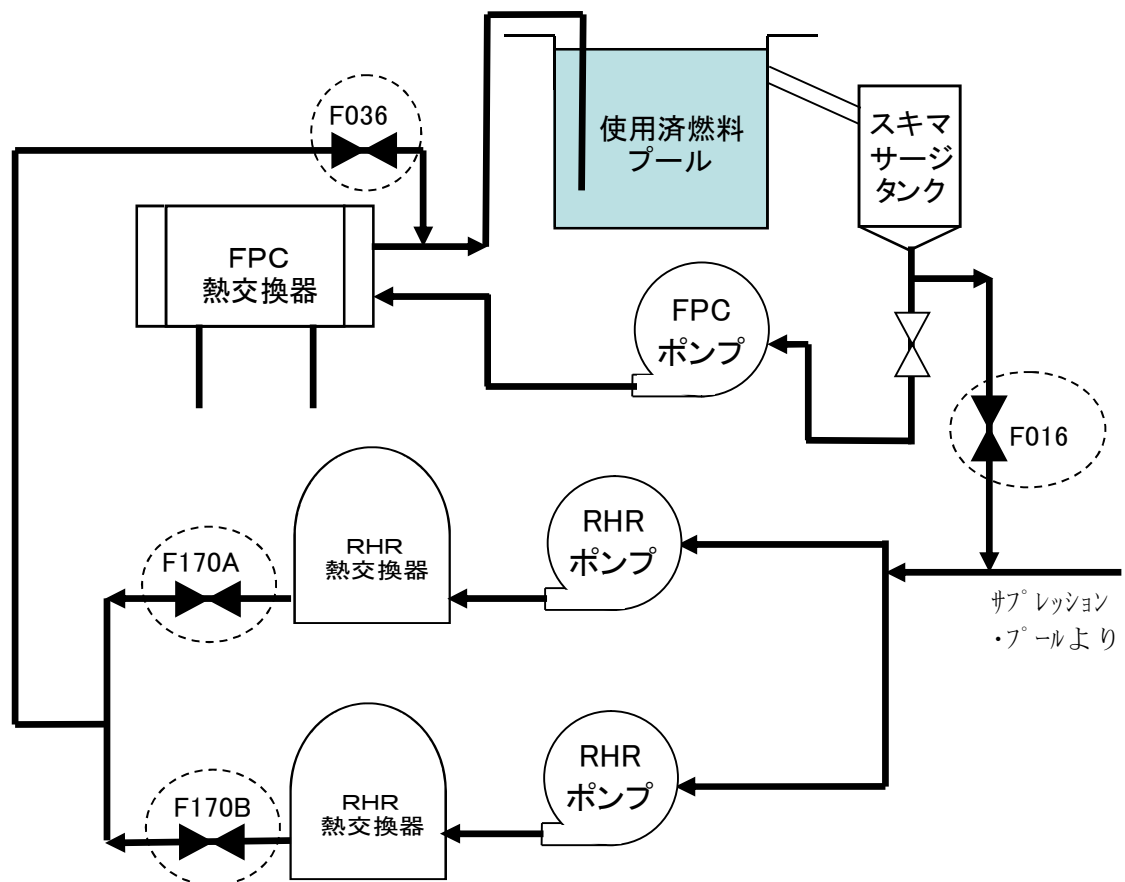 F036
使用済燃料
プール
スキマ
サージ
タンク
FPC
熱交換器
FPC
ポンプ
F016
RHR
ポンプ
RHR
熱交換器
F170A
サプレッション
・プールより
RHR
ポンプ
RHR
熱交換器
F170B